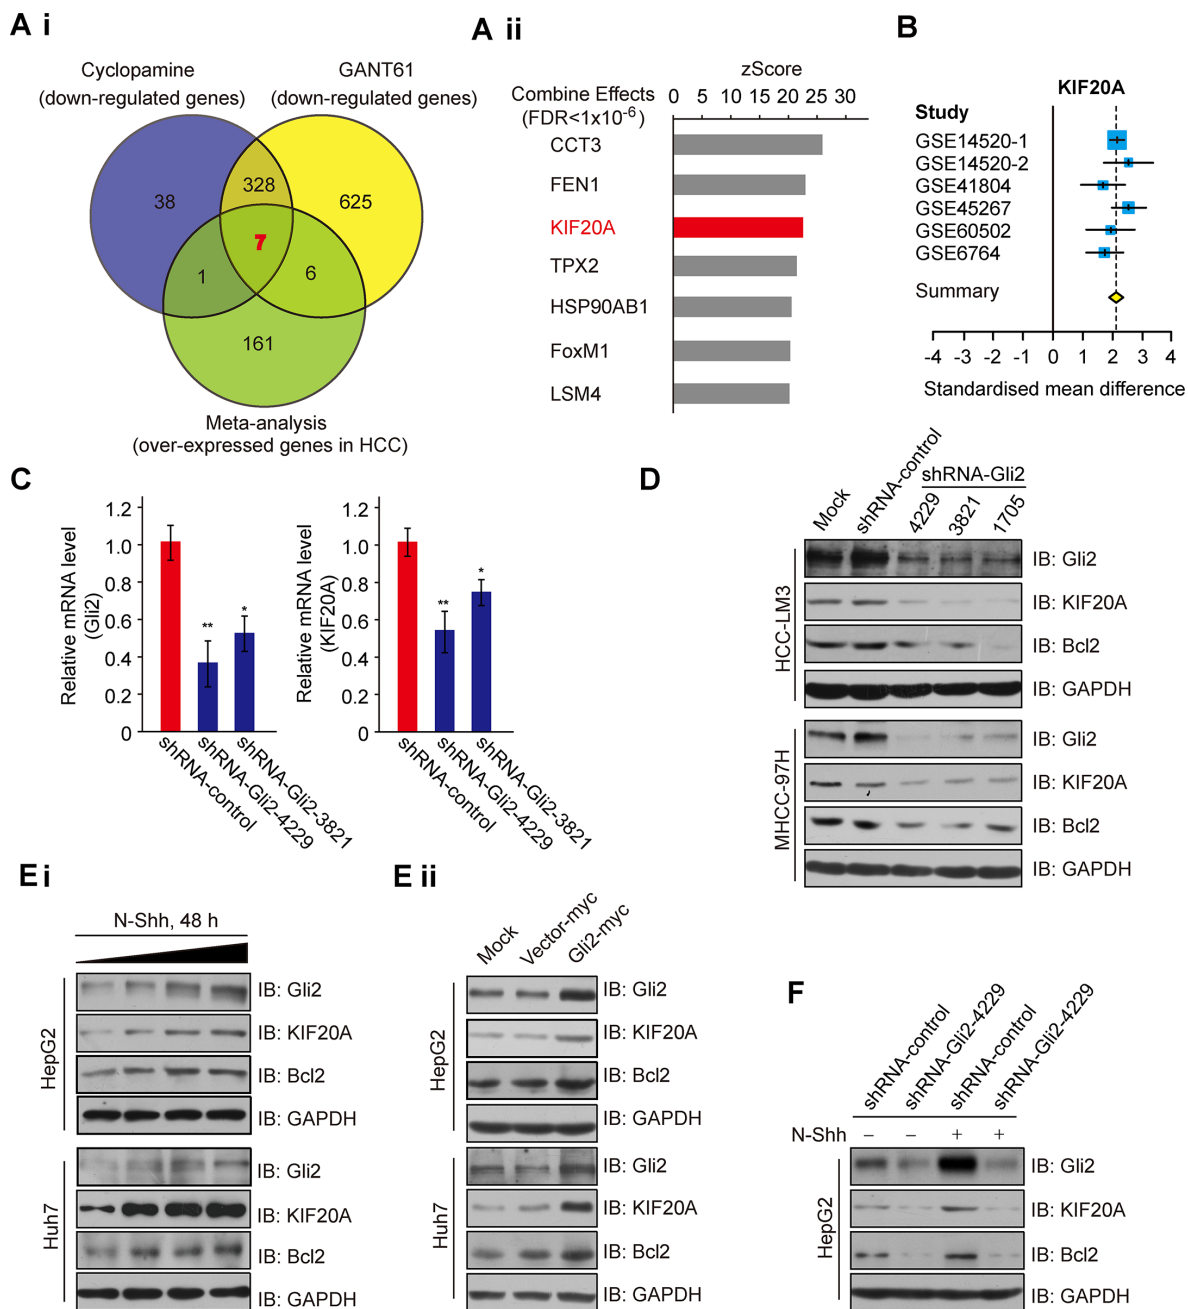 A i
Cyclopamine
(down-regulated genes)
GANT61
(down-regulated genes)
38
328
625
7
1
6
161
Meta-analysis
(over-expressed genes in HCC)
A ii
zScore
Combine Effects
(FDR<1x10-6)
0 5 10 15 20 25 30
CCT3
FEN1
KIF20A
TPX2
HSP90AB1
FoxM1
LSM4
B
KIF20A
Study
GSE14520-1
GSE14520-2
GSE41804
GSE45267
GSE60502
GSE6764
Summary
-4 -3 -2 -1 0 1 2 3 4
Standardised mean difference
C
Relative mRNA level
(Gli2)
1.2
1.0
0.8
0.6
0.4
0.2
0
**
*
shRNA-control
shRNA-Gli2-4229
shRNA-Gli2-3821
Relative mRNA level
(KIF20A)
1.2
1.0
0.8
0.6
0.4
0.2
0
**
*
shRNA-control
shRNA-Gli2-4229
shRNA-Gli2-3821
D
Mock
shRNA-control
shRNA-Gli2
4229
3821
1705
HCC-LM3
IB: Gli2
IB: KIF20A
IB: Bcl2
IB: GAPDH
MHCC-97H
IB: Gli2
IB: KIF20A
IB: Bcl2
IB: GAPDH
E i
N-Shh, 48 h
HepG2
IB: Gli2
IB: KIF20A
IB: Bcl2
IB: GAPDH
Huh7
IB: Gli2
IB: KIF20A
IB: Bcl2
IB: GAPDH
E ii
Mock
Vector-myc
Gli2-myc
HepG2
IB: Gli2
IB: KIF20A
IB: Bcl2
IB: GAPDH
Huh7
IB: Gli2
IB: KIF20A
IB: Bcl2
IB: GAPDH
F
shRNA-control
shRNA-Gli2-4229
shRNA-control
shRNA-Gli2-4229
N-Shh − − + +
HepG2
IB: Gli2
IB: KIF20A
IB: Bcl2
IB: GAPDH